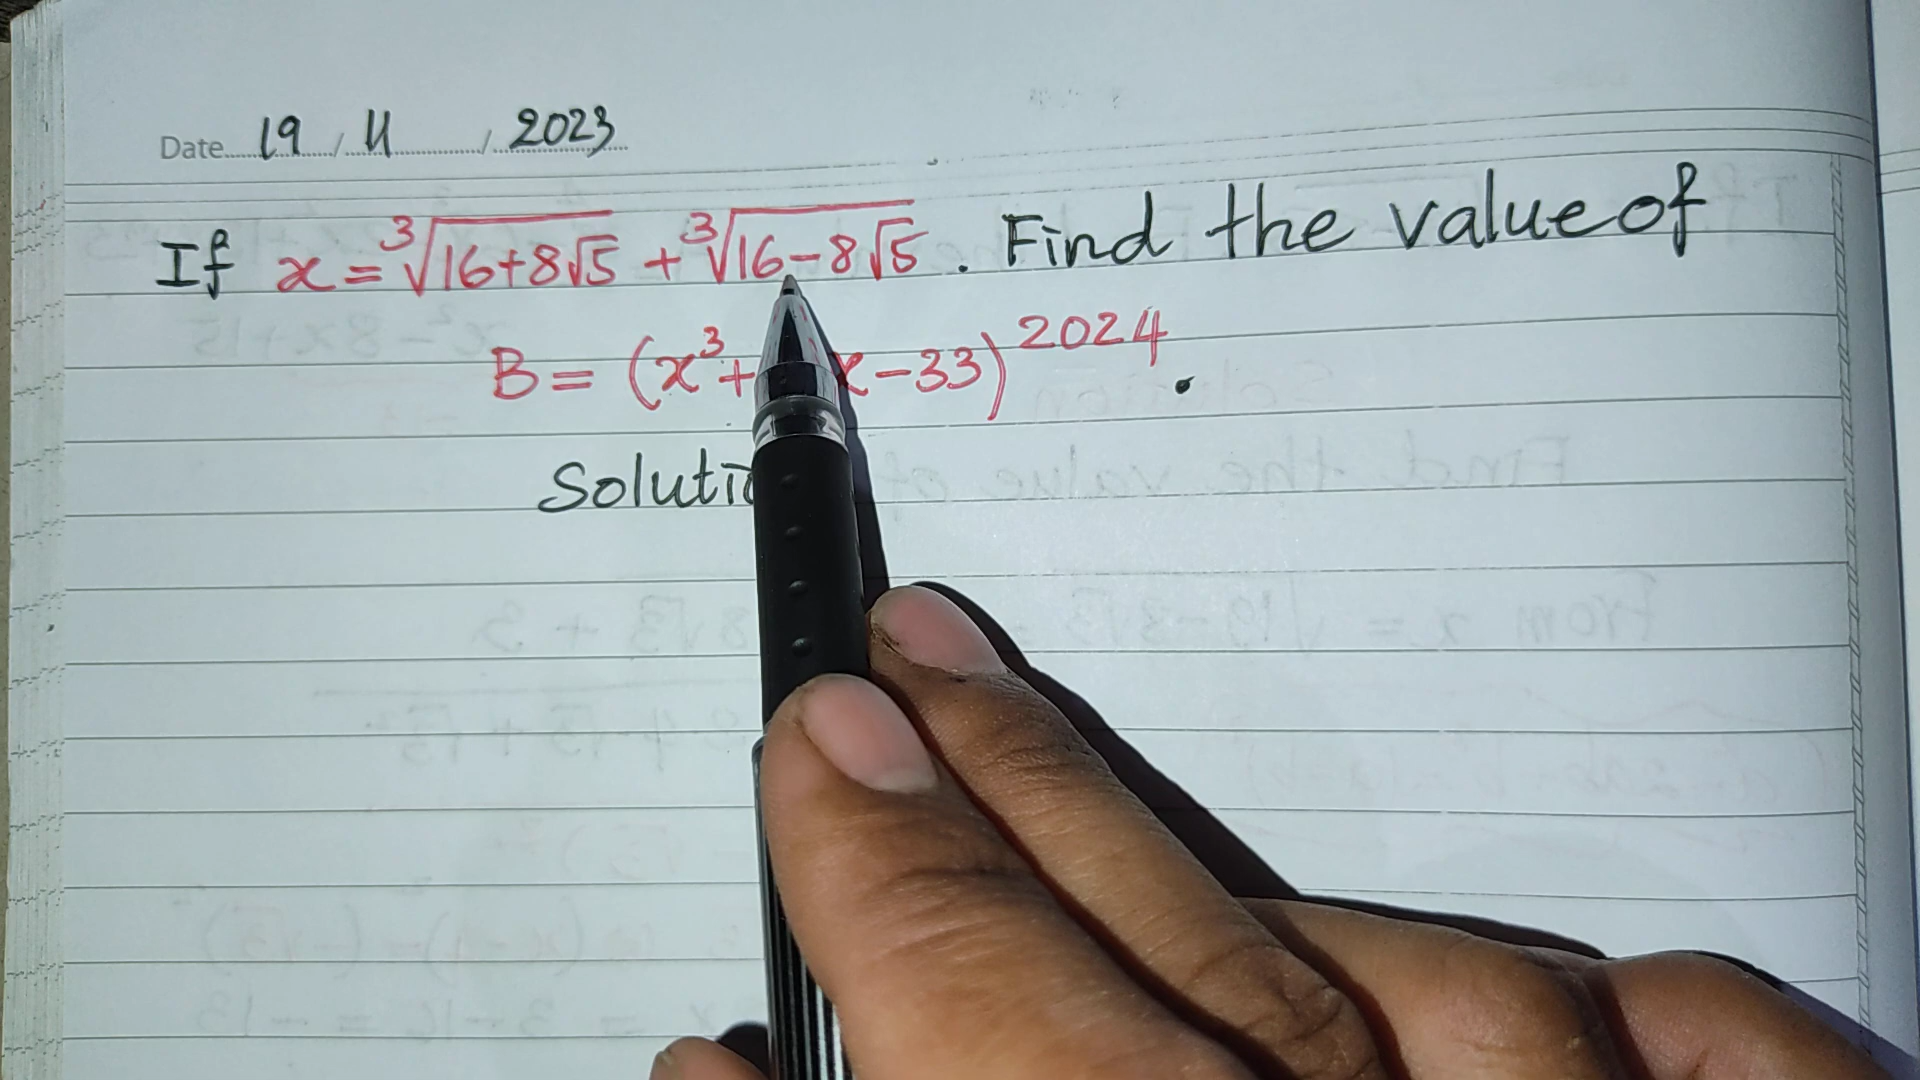 Date 19 / 11 / 2023
If x = ∛(16+8√5) + ∛(16-8√5) . Find the value of
B = (x³+ x-33)²⁰²⁴.
Soluti